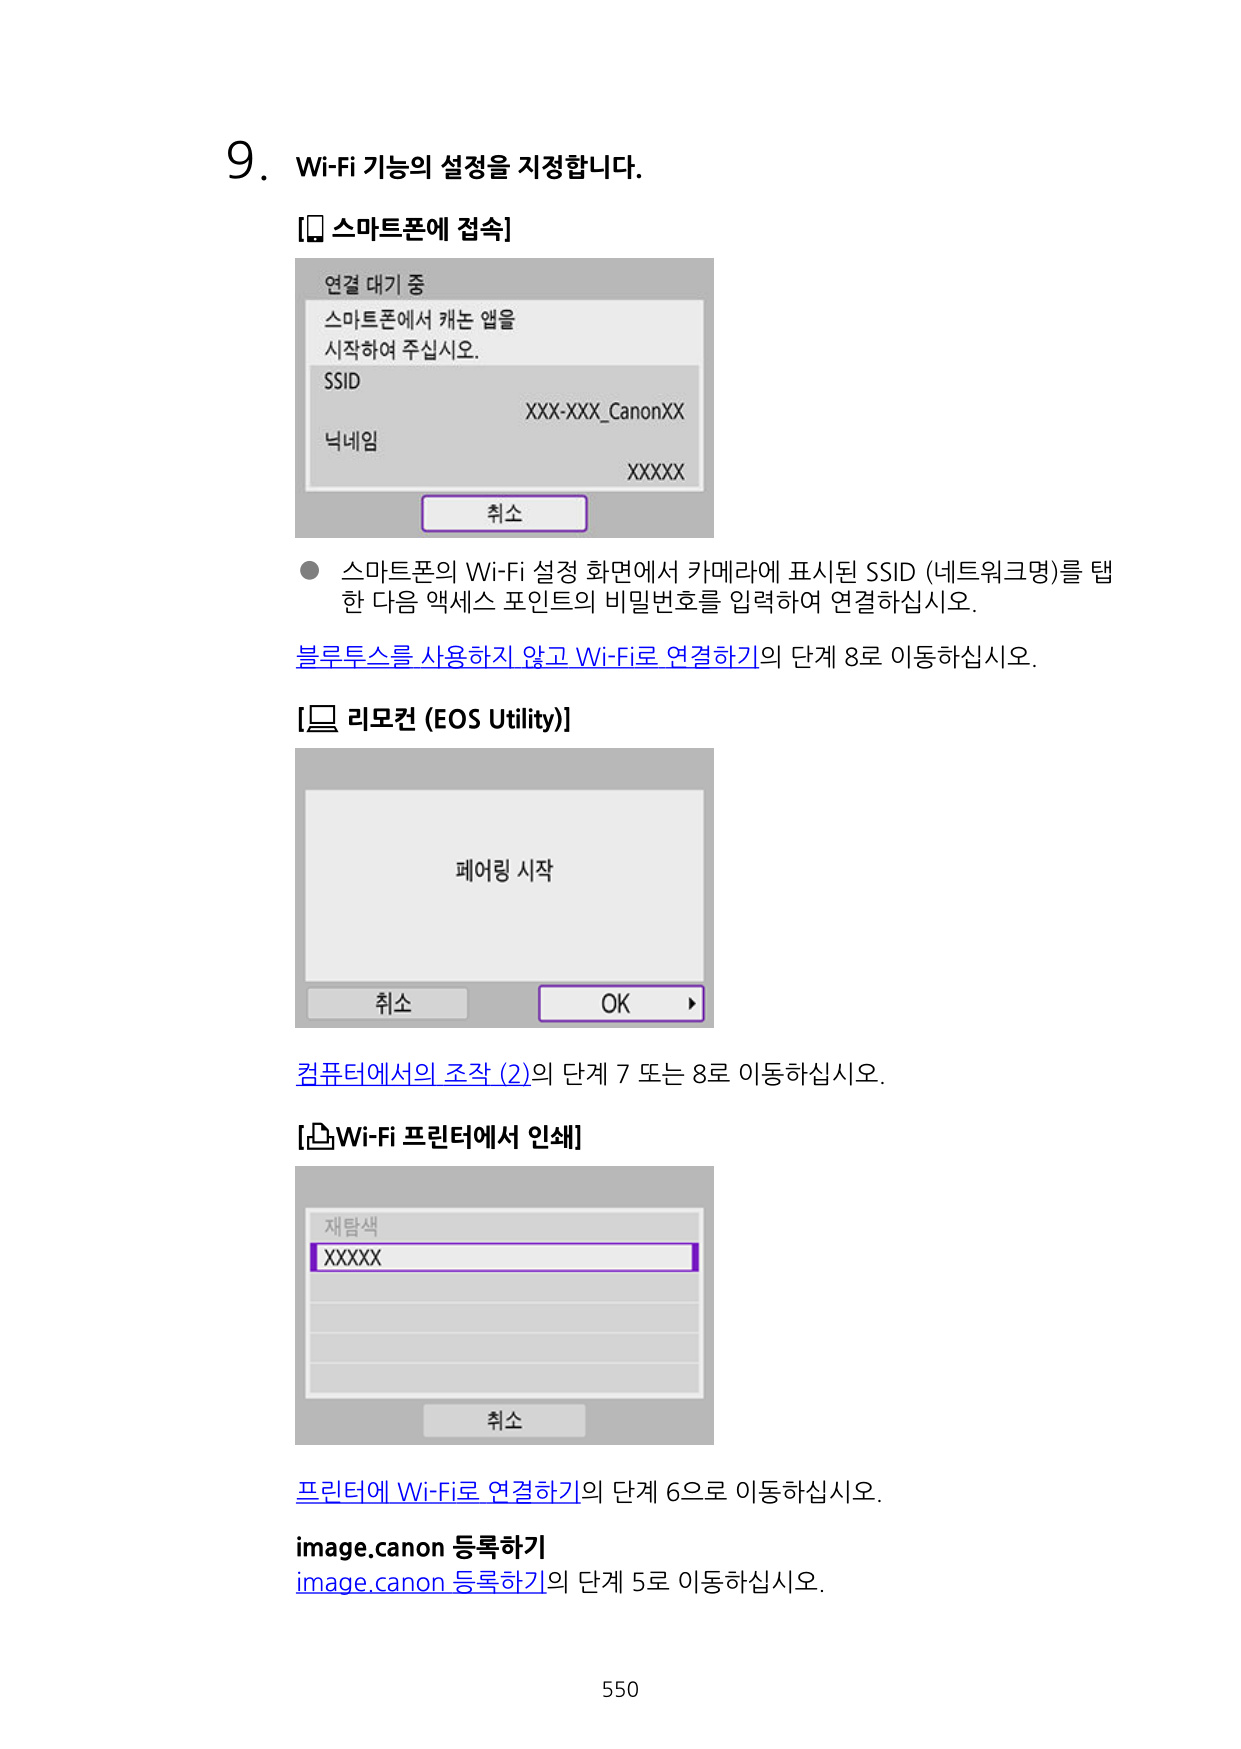 9. Wi-Fi 기능의 설정을 지정합니다.
[스마트폰에 접속]
연결 대기 중
스마트폰에서 캐논 앱을
시작하여 주십시오.
SSID
XXX-XXX_CanonXX
닉네임
XXXXX
취소
● 스마트폰의 Wi-Fi 설정 화면에서 카메라에 표시된 SSID (네트워크명)를 탭
한 다음 액세스 포인트의 비밀번호를 입력하여 연결하십시오.
블루투스를 사용하지 않고 Wi-Fi로 연결하기의 단계 8로 이동하십시오.
[리모컨 (EOS Utility)]
페어링 시작
취소 OK
컴퓨터에서의 조작 (2)의 단계 7 또는 8로 이동하십시오.
[Wi-Fi 프린터에서 인쇄]
재탐색
XXXXX
취소
프린터에 Wi-Fi로 연결하기의 단계 6으로 이동하십시오.
image.canon 등록하기
image.canon 등록하기의 단계 5로 이동하십시오.
550